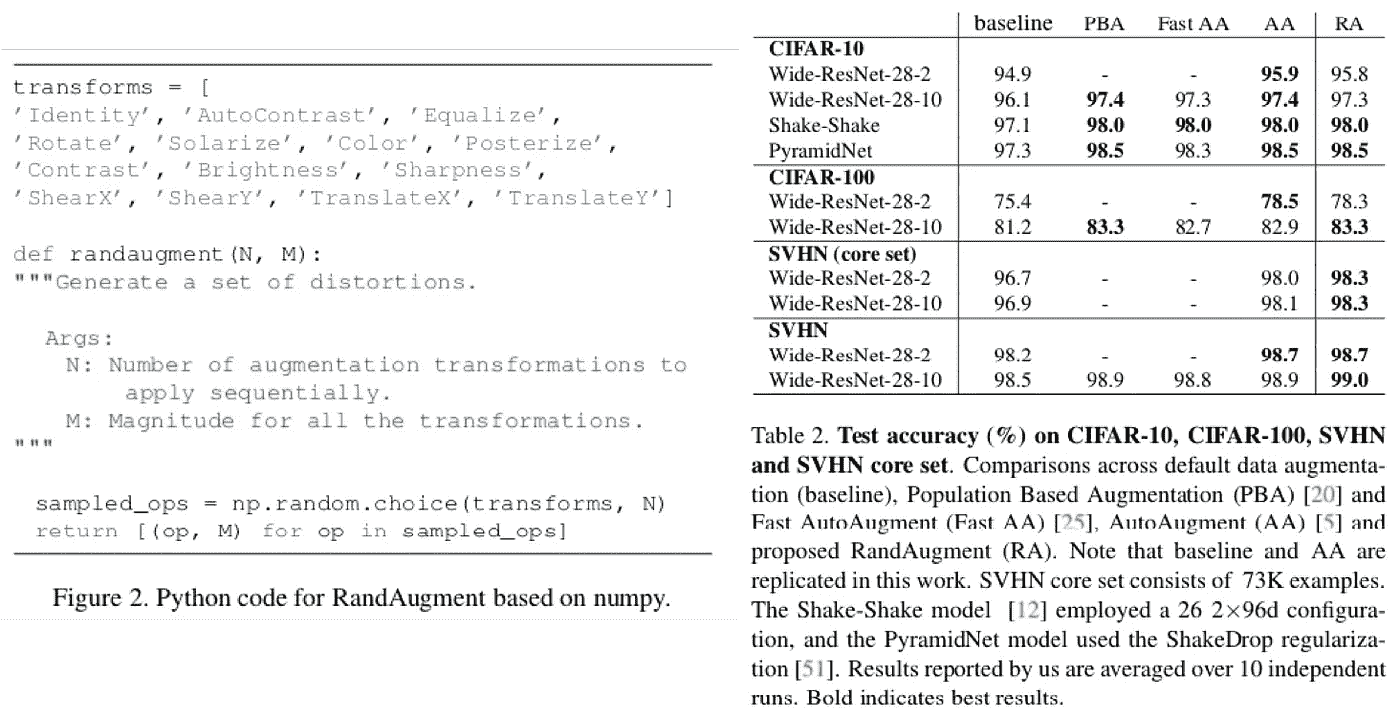 transforms = [
'Identity', 'AutoContrast', 'Equalize',
'Rotate', 'Solarize', 'Color', 'Posterize',
'Contrast', 'Brightness', 'Sharpness',
'ShearX', 'ShearY', 'TranslateX', 'TranslateY']
def randaugment(N, M):
"""Generate a set of distortions.
Args:
N: Number of augmentation transformations to
apply sequentially.
M: Magnitude for all the transformations.
"""
sampled_ops = np.random.choice(transforms, N)
return [(op, M) for op in sampled_ops]
Figure 2. Python code for RandAugment based on numpy.
baseline PBA Fast AA AA RA
CIFAR-10
Wide-ResNet-28-2 94.9 - - 95.9 95.8
Wide-ResNet-28-10 96.1 97.4 97.3 97.4 97.3
Shake-Shake 97.1 98.0 98.0 98.0 98.0
PyramidNet 97.3 98.5 98.3 98.5 98.5
CIFAR-100
Wide-ResNet-28-2 75.4 - - 78.5 78.3
Wide-ResNet-28-10 81.2 83.3 82.7 82.9 83.3
SVHN (core set)
Wide-ResNet-28-2 96.7 - - 98.0 98.3
Wide-ResNet-28-10 96.9 - - 98.1 98.3
SVHN
Wide-ResNet-28-2 98.2 - - 98.7 98.7
Wide-ResNet-28-10 98.5 98.9 98.8 98.9 99.0
Table 2. Test accuracy (%) on CIFAR-10, CIFAR-100, SVHN
and SVHN core set. Comparisons across default data augmenta-
tion (baseline), Population Based Augmentation (PBA) [20] and
Fast AutoAugment (Fast AA) [25], AutoAugment (AA) [5] and
proposed RandAugment (RA). Note that baseline and AA are
replicated in this work. SVHN core set consists of 73K examples.
The Shake-Shake model [12] employed a 26 2×96d configura-
tion, and the PyramidNet model used the ShakeDrop regulariza-
tion [51]. Results reported by us are averaged over 10 independent
runs. Bold indicates best results.